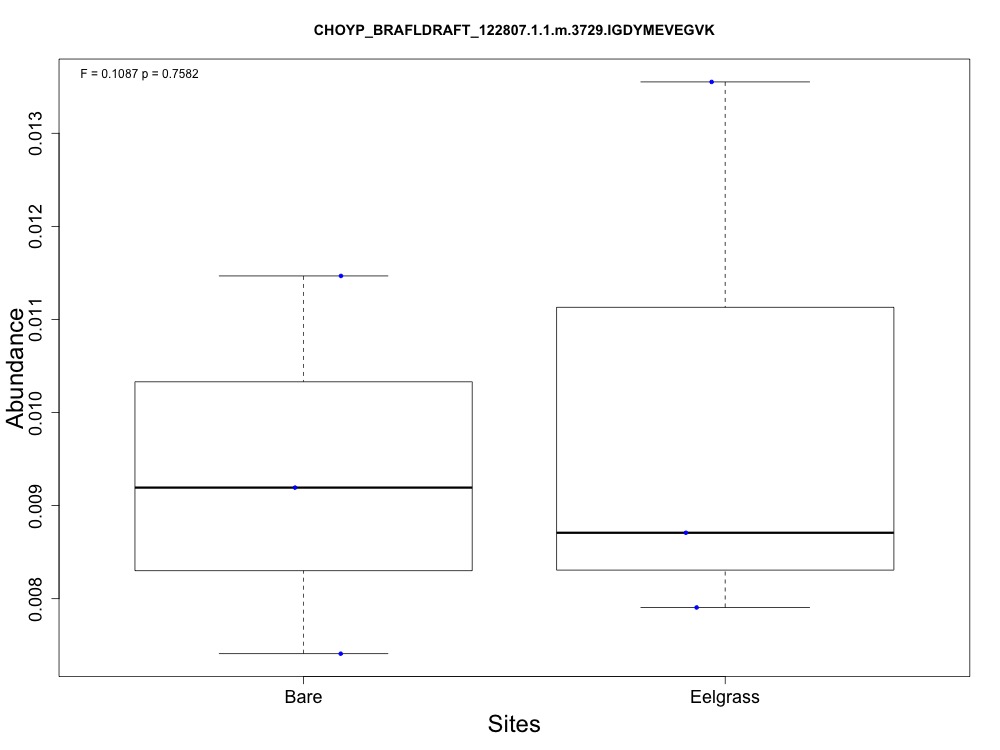 CHOYP_BRAFLDRAFT_122807.1.1.m.3729.IGDYMEVEGVK
F = 0.1087 p = 0.7582
0.013
0.012
0.011
0.010
0.009
0.008
Abundance
Bare Eelgrass
Sites